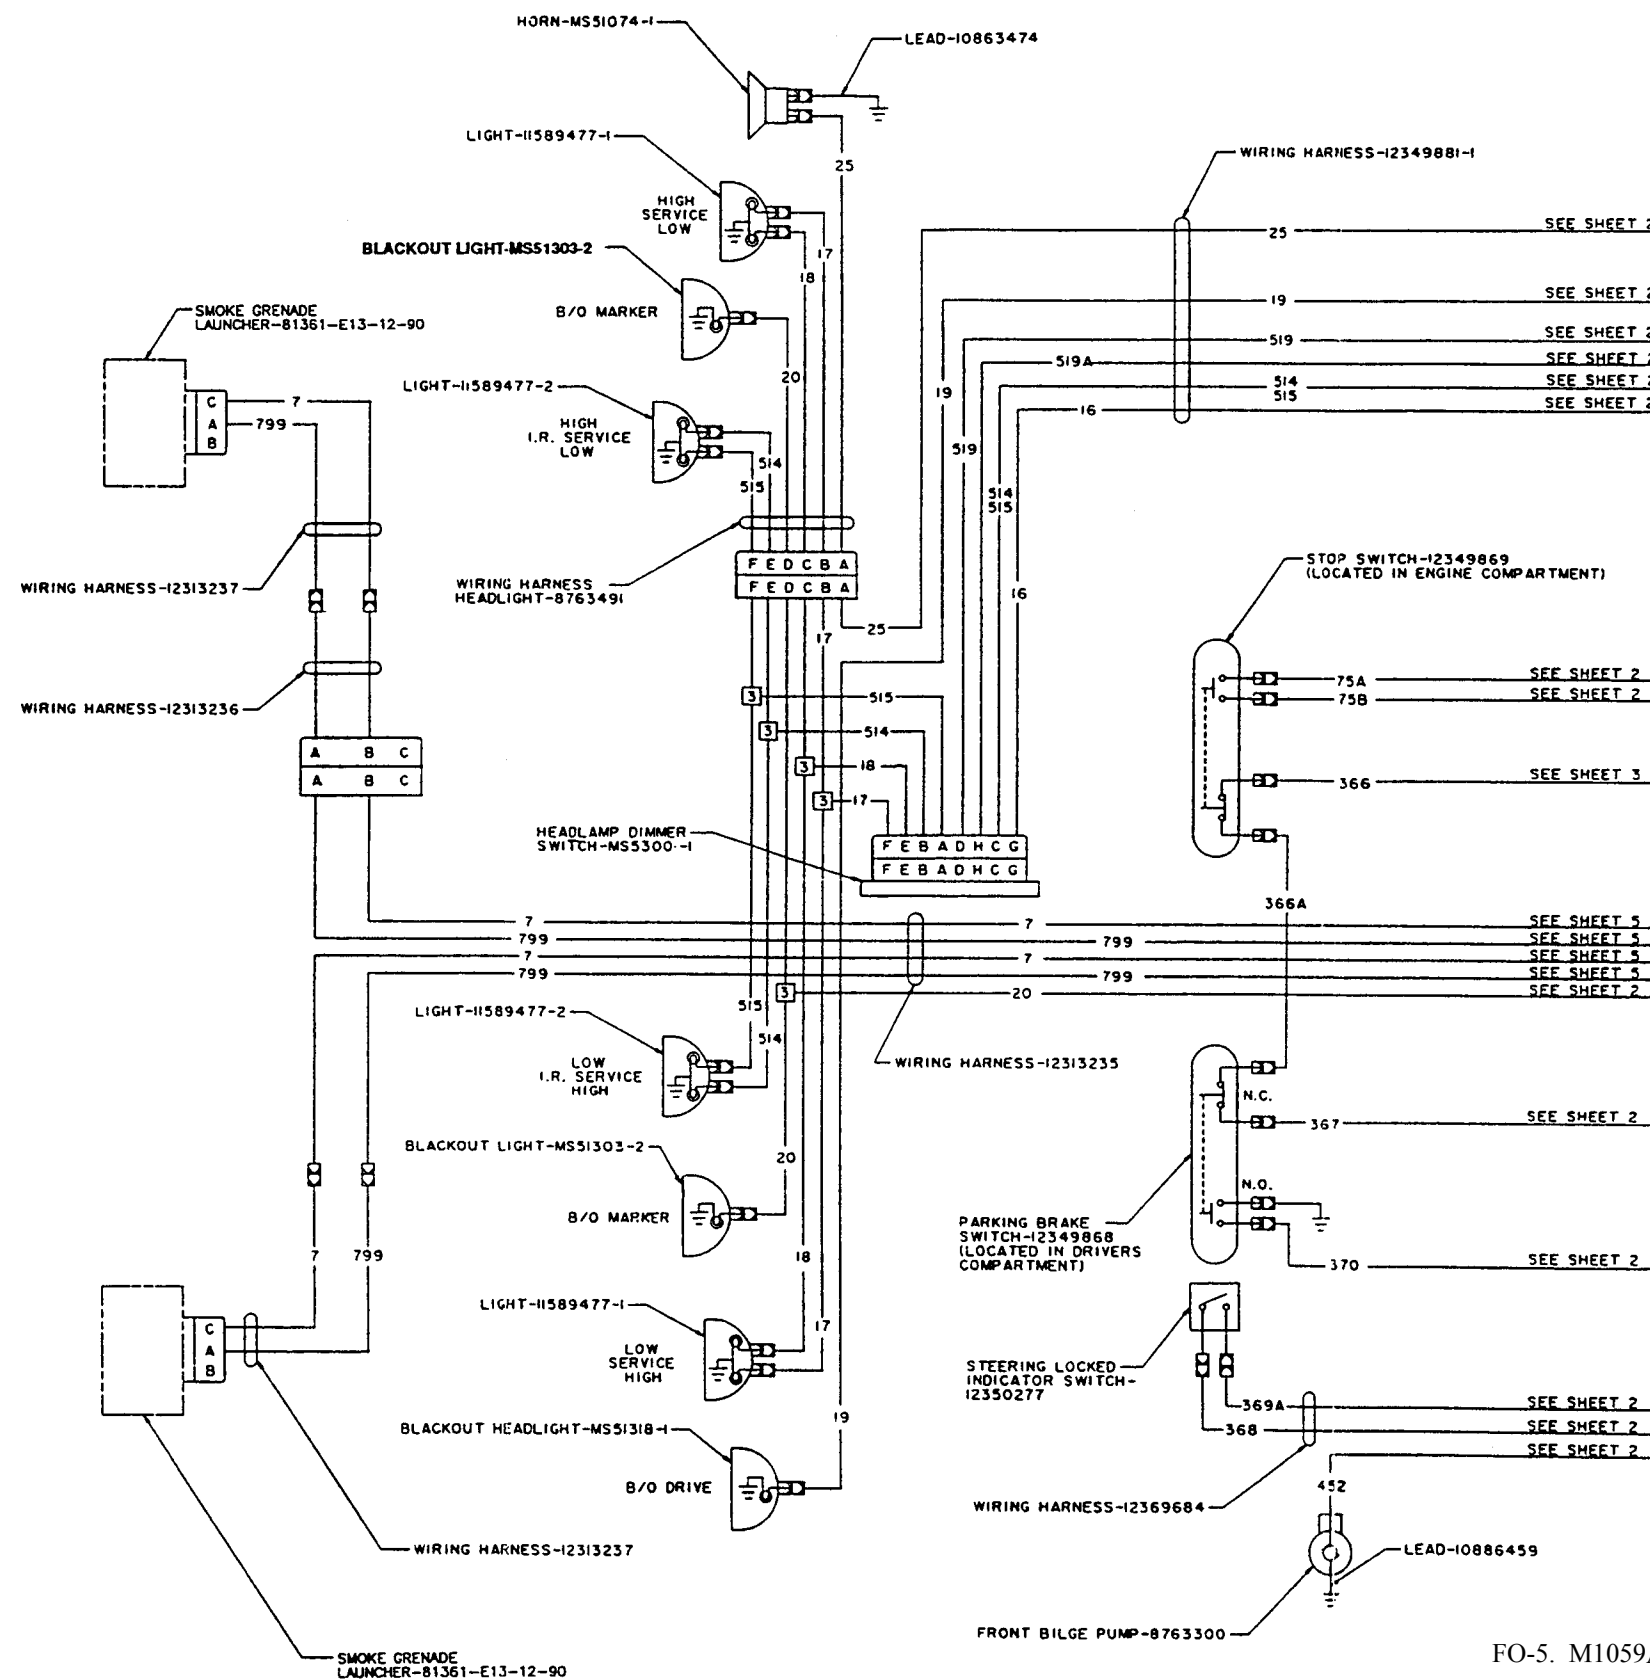 HORN-MS51074-1
LEAD-10863474
LIGHT-11589477-1
25
WIRING HARNESS-12349881-1
HIGH
SERVICE
LOW
17
18
25
SEE SHEET 2
BLACKOUT LIGHT-MS51303-2
B/O MARKER
20
19
SEE SHEET 2
SMOKE GRENADE
LAUNCHER-81361-E13-12-90
519
SEE SHEET 2
519A
SEE SHEET 2
514
515
SEE SHEET 2
16
SEE SHEET 2
LIGHT-11589477-2
C
A
B
7
799
HIGH
I.R. SERVICE
LOW
514
515
19
519
514
515
16
WIRING HARNESS-12313237
WIRING HARNESS
HEADLIGHT-8763491
F E D C B A
F E D C B A
25
17
STOP SWITCH-12349869
(LOCATED IN ENGINE COMPARTMENT)
WIRING HARNESS-12313236
A B C
A B C
3 515
3 514
3 18
3 17
75A
SEE SHEET 2
75B
SEE SHEET 2
366
SEE SHEET 3
HEADLAMP DIMMER
SWITCH-MS5300-1
F E B A D H C G
F E B A D H C G
366A
7
7
SEE SHEET 5
799
799
SEE SHEET 5
7
7
SEE SHEET 5
799
799
SEE SHEET 5
3
20
SEE SHEET 2
515
514
LIGHT-11589477-2
LOW
I.R. SERVICE
HIGH
WIRING HARNESS-12313235
N.C.
367
SEE SHEET 2
BLACKOUT LIGHT-MS51303-2
20
B/O MARKER
N.O.
PARKING BRAKE
SWITCH-12349868
(LOCATED IN DRIVERS
COMPARTMENT)
370
SEE SHEET 2
7
799
18
LIGHT-11589477-1
17
C
A
B
LOW
SERVICE
HIGH
STEERING LOCKED
INDICATOR SWITCH-
12350277
369A
SEE SHEET 2
368
SEE SHEET 2
SEE SHEET 2
19
BLACKOUT HEADLIGHT-MS51318-1
B/O DRIVE
452
WIRING HARNESS-12369684
WIRING HARNESS-12313237
LEAD-10886459
FRONT BILGE PUMP-8763300
SMOKE GRENADE
LAUNCHER-81361-E13-12-90
FO-5. M1059